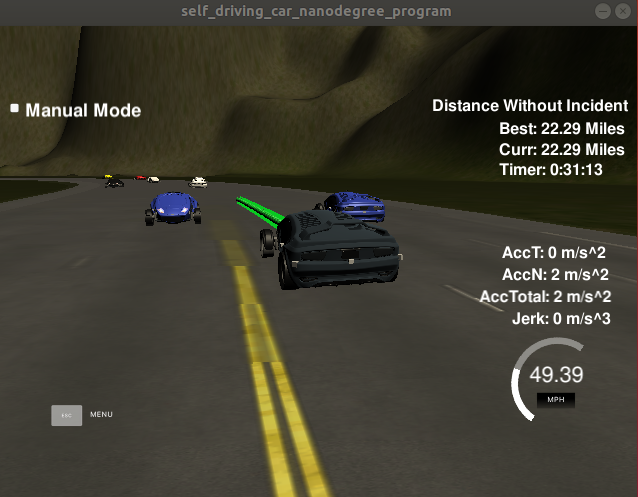 self_driving_car_nanodegree_program
Manual Mode
Distance Without Incident
Best: 22.29 Miles
Curr: 22.29 Miles
Timer: 0:31:13
AccT: 0 m/s^2
AccN: 2 m/s^2
AccTotal: 2 m/s^2
Jerk: 0 m/s^3
49.39
MPH
ESC MENU